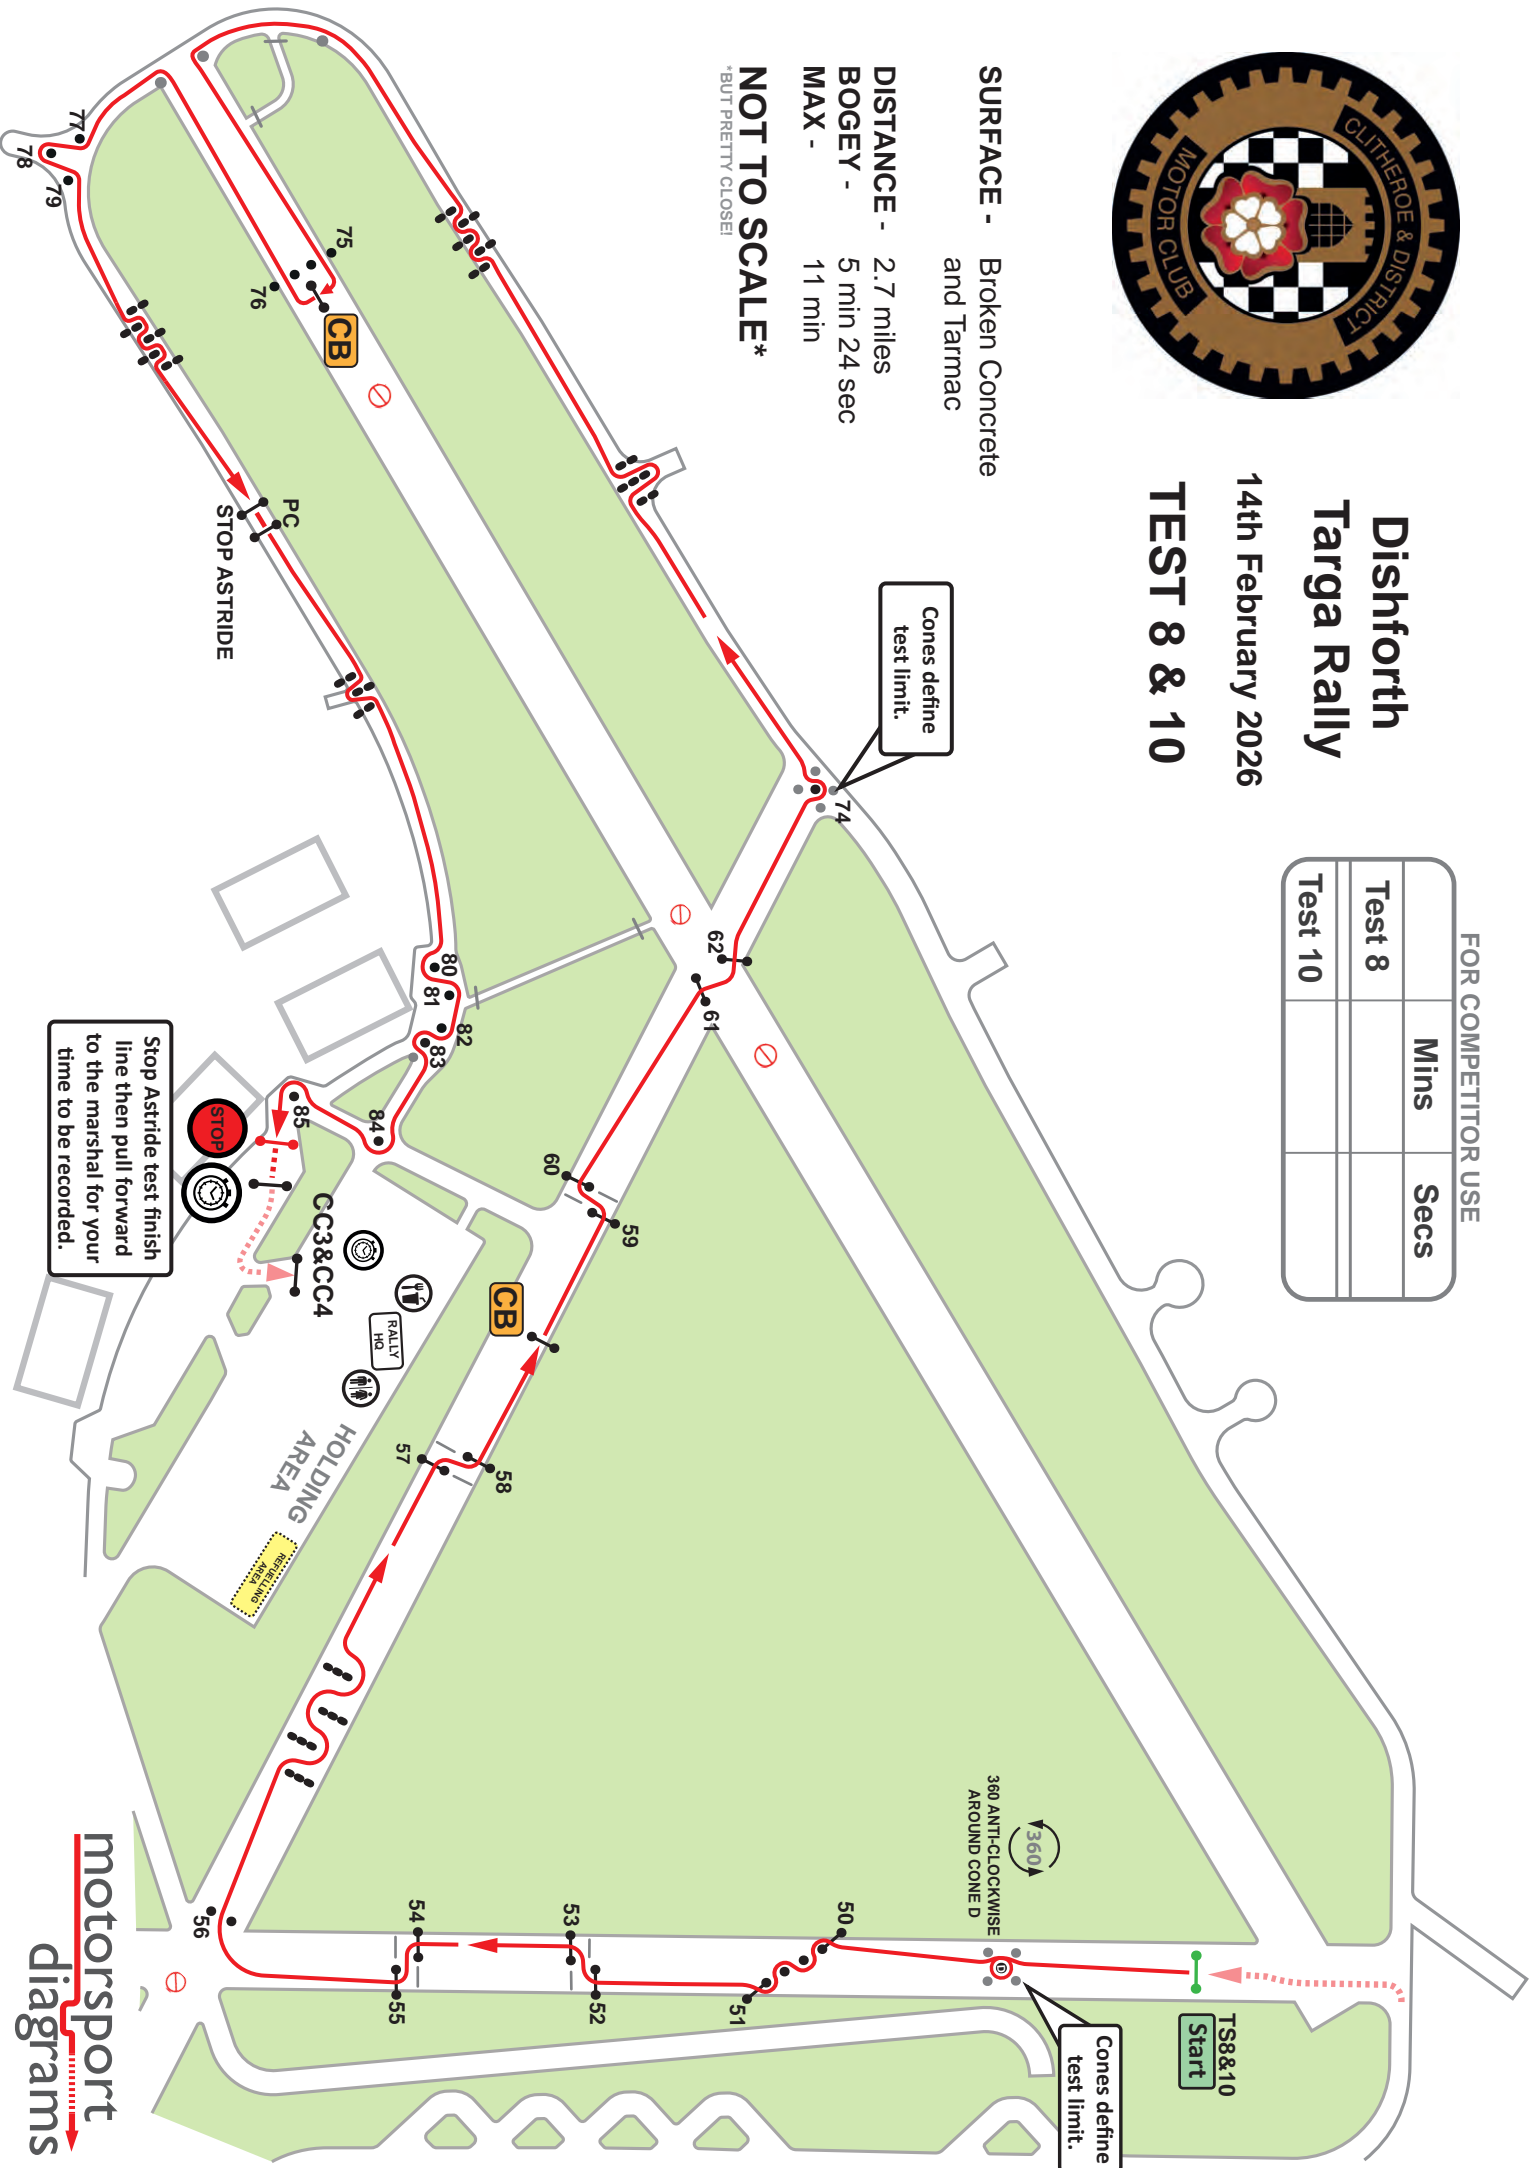 CLITHEROE & DISTRICT
MOTOR CLUB
Dishforth
Targa Rally
14th February 2026
TEST 8 & 10
FOR COMPETITOR USE
Mins
Secs
Test 8
Test 10
SURFACE -
Broken Concrete
and Tarmac
DISTANCE -
2.7 miles
BOGEY -
5 min 24 sec
MAX -
11 min
NOT TO SCALE*
*BUT PRETTY CLOSE!
Cones define
test limit.
74
75
76
CB
77
78
79
PC
STOP ASTRIDE
62
61
60
59
CB
58
57
80
81
82
83
84
85
STOP
CC3&CC4
RALLY
HQ
HOLDING
AREA
REFUELLING
AREA
Stop Astride test finish
line then pull forward
to the marshal for your
time to be recorded.
TS8&10
Start
Cones define
test limit.
360
360 ANTI-CLOCKWISE
AROUND CONE D
D
50
51
52
53
54
55
56
motorsport
diagrams